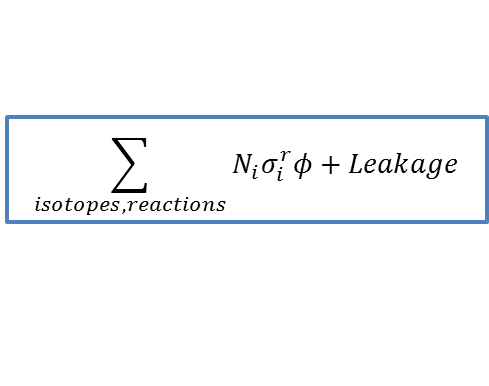 ∑ N_i σ_i^r ϕ + Leakage
isotopes,reactions